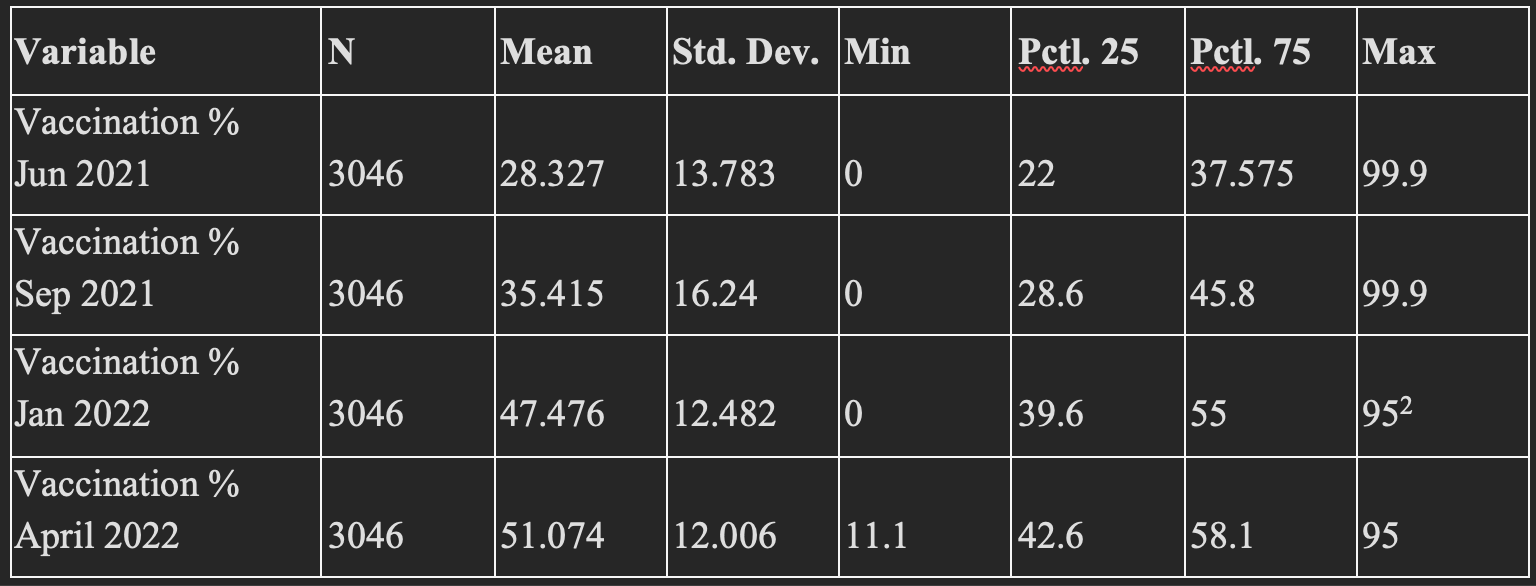 Variable N Mean Std. Dev. Min Pctl. 25 Pctl. 75 Max
Vaccination %
Jun 2021 3046 28.327 13.783 0 22 37.575 99.9
Vaccination %
Sep 2021 3046 35.415 16.24 0 28.6 45.8 99.9
Vaccination %
Jan 2022 3046 47.476 12.482 0 39.6 55 95²
Vaccination %
April 2022 3046 51.074 12.006 11.1 42.6 58.1 95